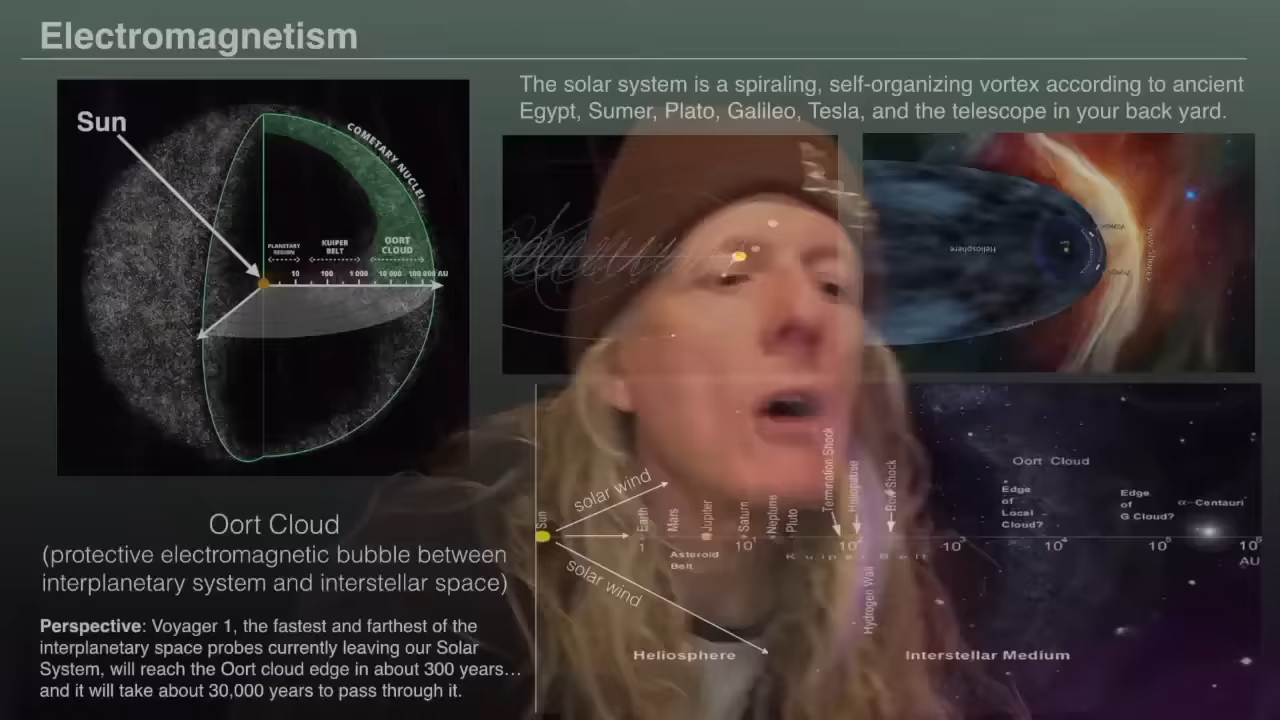 Electromagnetism
The solar system is a spiraling, self-organizing vortex according to ancient
Egypt, Sumer, Plato, Galileo, Tesla, and the telescope in your back yard.
Sun
COMETARY NUCLEI
PLANETARY
REGION
KUIPER
BELT
OORT
CLOUD
10 100 1 000 10 000 100 000 AU
Heliosphere
Oort Cloud
(protective electromagnetic bubble between
interplanetary system and interstellar space)
Perspective: Voyager 1, the fastest and farthest of the
interplanetary space probes currently leaving our Solar
System, will reach the Oort cloud edge in about 300 years…
and it will take about 30,000 years to pass through it.
solar wind
solar wind
Sun
Earth
Mars
Jupiter
Saturn
Neptune
Pluto
Termination Shock
Heliopause
Bow Shock
Hydrogen Wall
Asteroid
Belt
Kuiper Belt
Oort Cloud
Edge
of
Local
Cloud?
Edge
of
G Cloud?
α-Centauri
1
AU
Heliosphere
Interstellar Medium